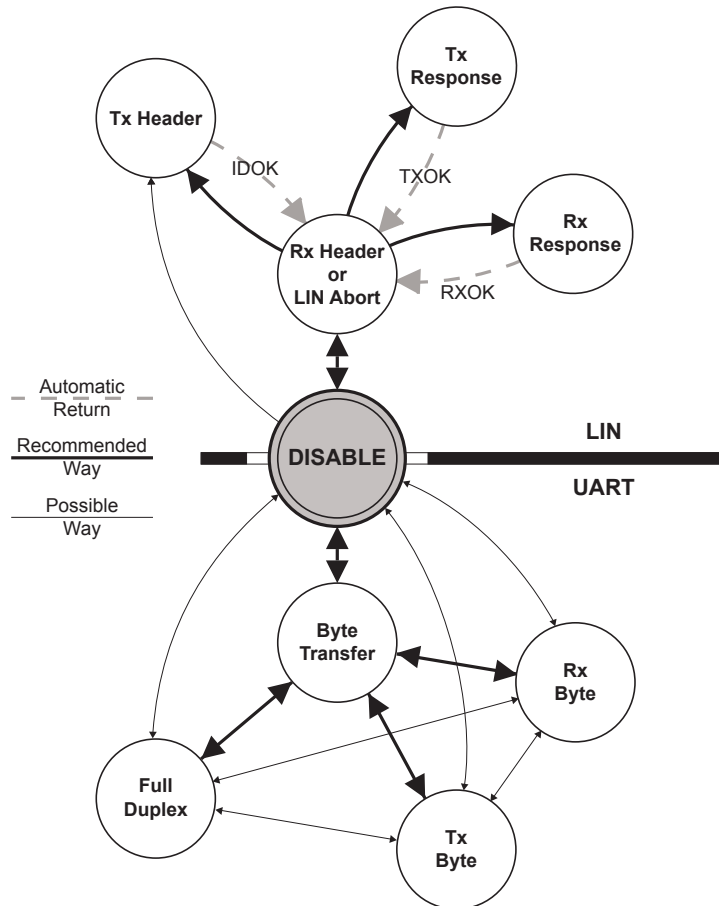 Tx
Response
Tx Header
IDOK
TXOK
Rx
Response
Rx Header
or
LIN Abort
RXOK
Automatic
Return
Recommended
Way
Possible
Way
DISABLE
LIN
UART
Byte
Transfer
Rx
Byte
Full
Duplex
Tx
Byte